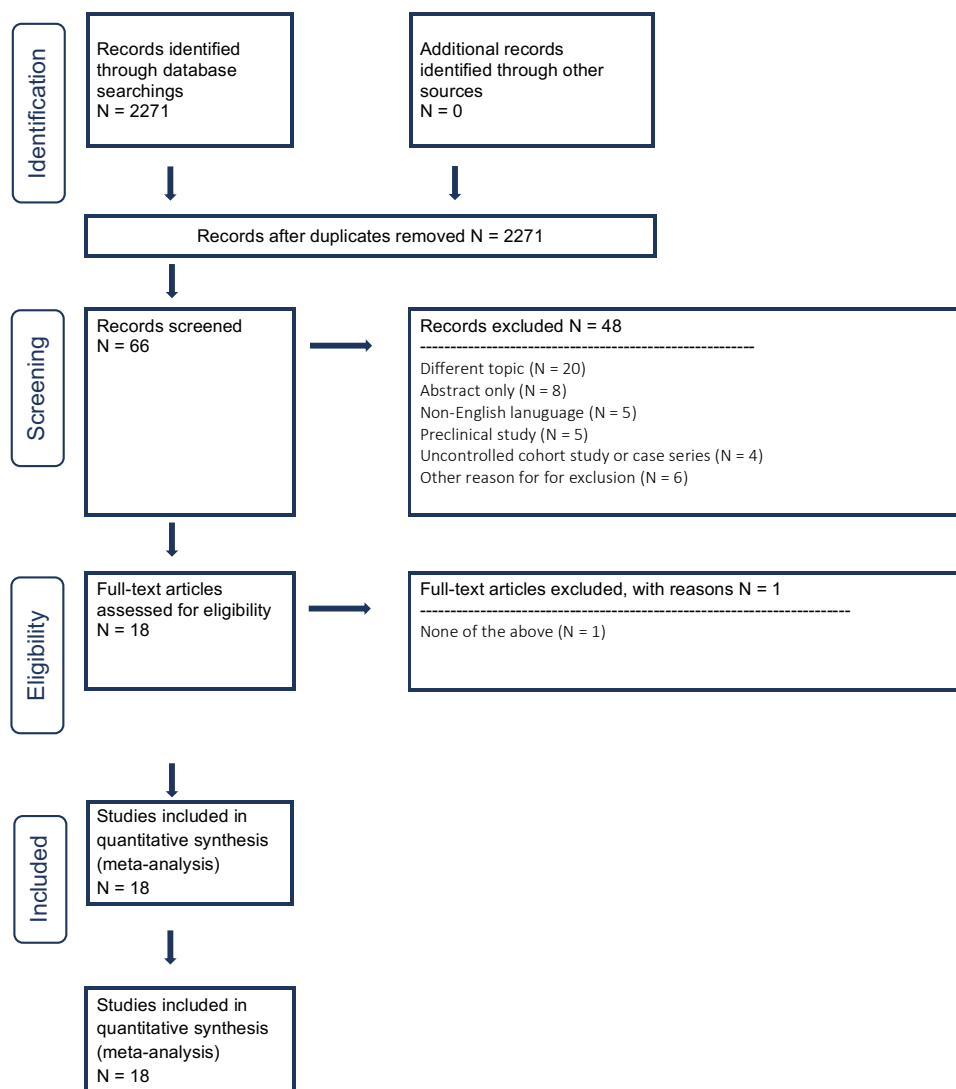 Identification
Records identified
through database
searchings
N = 2271
Additional records
identified through other
sources
N = 0
Records after duplicates removed N = 2271
Screening
Records screened
N = 66
Records excluded N = 48
--------------------------------------------------------
Different topic (N = 20)
Abstract only (N = 8)
Non-English lanuguage (N = 5)
Preclinical study (N = 5)
Uncontrolled cohort study or case series (N = 4)
Other reason for for exclusion (N = 6)
Eligibility
Full-text articles
assessed for eligibility
N = 18
Full-text articles excluded, with reasons N = 1
------------------------------------------------------------------------
None of the above (N = 1)
Included
Studies included in
quantitative synthesis
(meta-analysis)
N = 18
Studies included in
quantitative synthesis
(meta-analysis)
N = 18